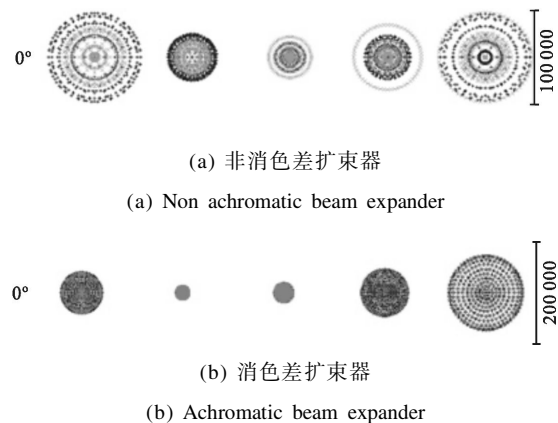 0°
100 000
(a) 非消色差扩束器
(a) Non achromatic beam expander
0°
200 000
(b) 消色差扩束器
(b) Achromatic beam expander